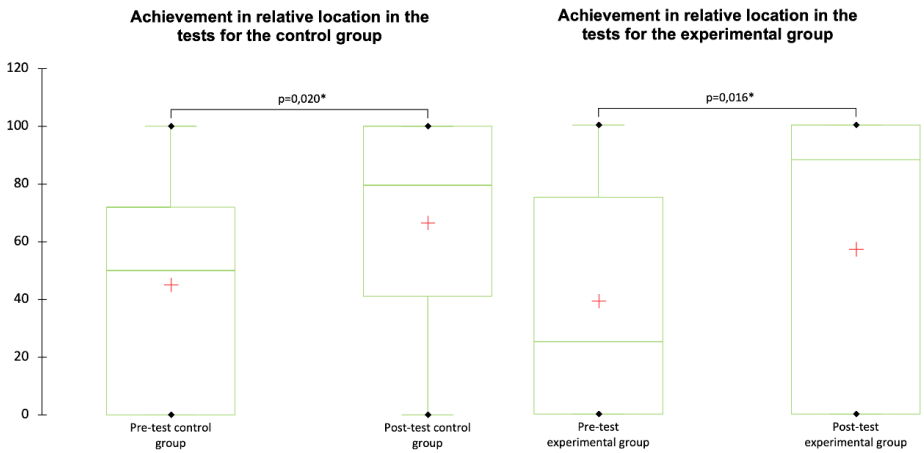 Achievement in relative location in the
tests for the control group
Achievement in relative location in the
tests for the experimental group
120
100
80
60
40
20
0
p=0,020*
p=0,016*
Pre-test control
group
Post-test control
group
Pre-test
experimental group
Post-test
experimental group